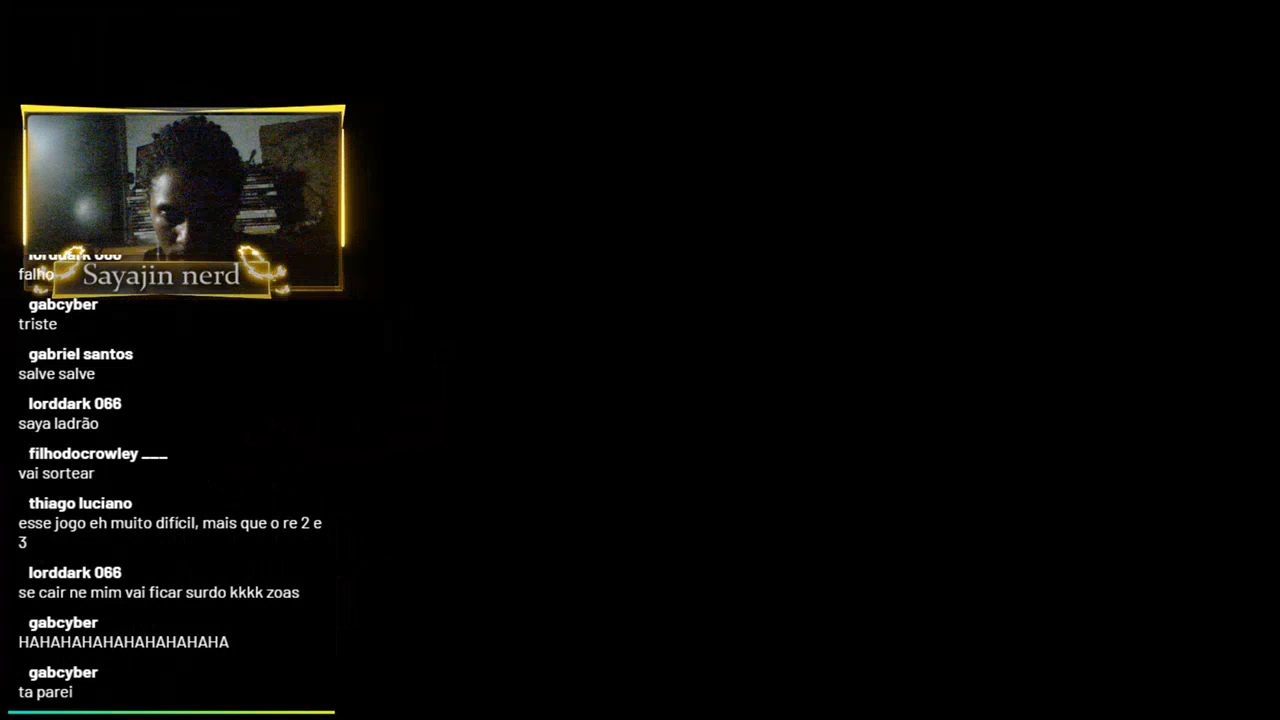 lorddark 066
falho
Sayajin nerd
gabcyber
triste
gabriel santos
salve salve
lorddark 066
saya ladrão
filhodocrowley ___
vai sortear
thiago luciano
esse jogo eh muito difícil, mais que o re 2 e
3
lorddark 066
se cair ne mim vai ficar surdo kkkk zoas
gabcyber
HAHAHAHAHAHAHAHAHAHA
gabcyber
ta parei